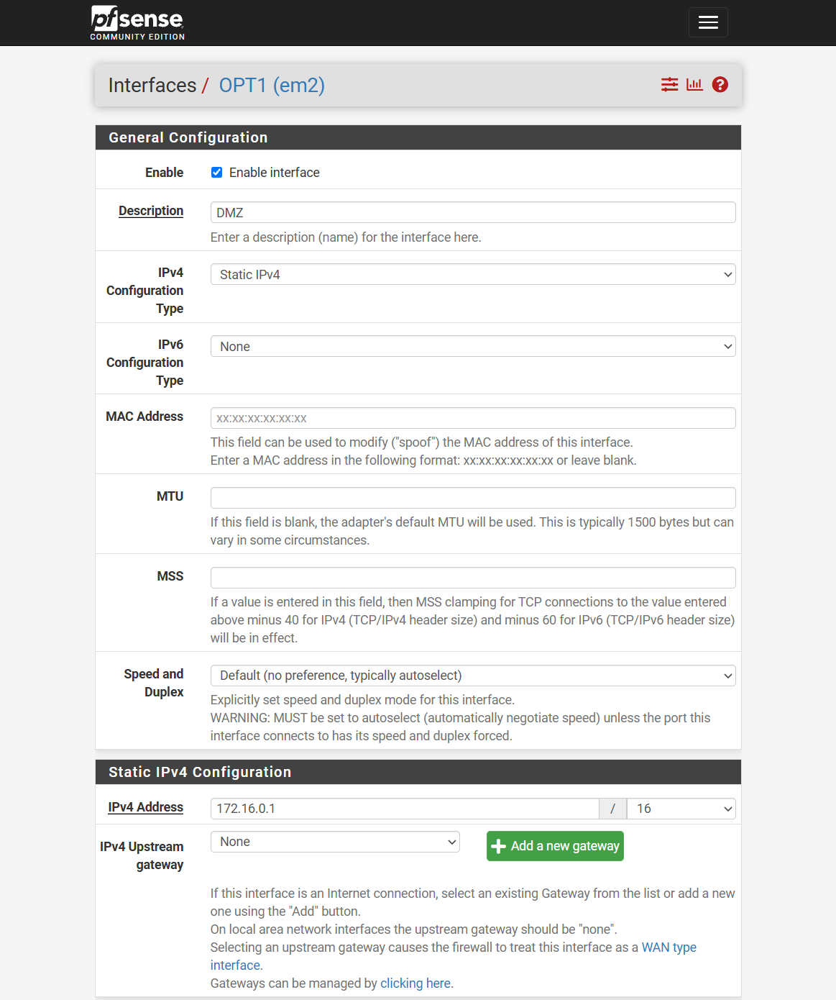 pfsense
COMMUNITY EDITION
Interfaces / OPT1 (em2)
General Configuration
Enable
Enable interface
Description
DMZ
Enter a description (name) for the interface here.
IPv4
Configuration
Type
Static IPv4
IPv6
Configuration
Type
None
MAC Address
xx:xx:xx:xx:xx:xx
This field can be used to modify ("spoof") the MAC address of this interface.
Enter a MAC address in the following format: xx:xx:xx:xx:xx:xx or leave blank.
MTU
If this field is blank, the adapter's default MTU will be used. This is typically 1500 bytes but can
vary in some circumstances.
MSS
If a value is entered in this field, then MSS clamping for TCP connections to the value entered
above minus 40 for IPv4 (TCP/IPv4 header size) and minus 60 for IPv6 (TCP/IPv6 header size)
will be in effect.
Speed and
Duplex
Default (no preference, typically autoselect)
Explicitly set speed and duplex mode for this interface.
WARNING: MUST be set to autoselect (automatically negotiate speed) unless the port this
interface connects to has its speed and duplex forced.
Static IPv4 Configuration
IPv4 Address
172.16.0.1 / 16
IPv4 Upstream
gateway
None
Add a new gateway
If this interface is an Internet connection, select an existing Gateway from the list or add a new
one using the "Add" button.
On local area network interfaces the upstream gateway should be "none".
Selecting an upstream gateway causes the firewall to treat this interface as a WAN type
interface.
Gateways can be managed by clicking here.